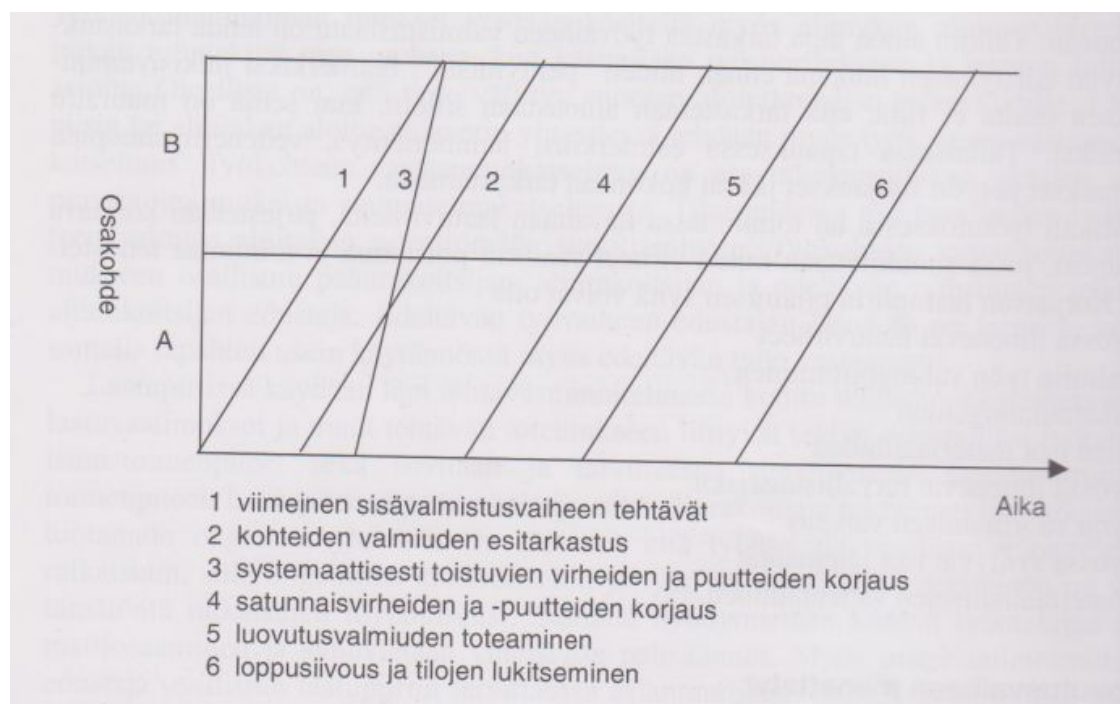 B
Osakohde
A
1 3 2 4 5 6
Aika
1 viimeinen sisävalmistusvaiheen tehtävät
2 kohteiden valmiuden esitarkastus
3 systemaattisesti toistuvien virheiden ja puutteiden korjaus
4 satunnaisvirheiden ja -puutteiden korjaus
5 luovutusvalmiuden toteaminen
6 loppusiivous ja tilojen lukitseminen